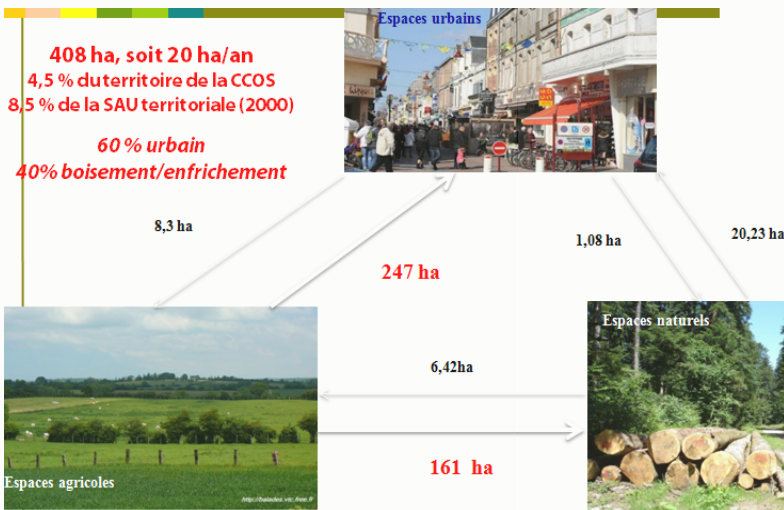 Espaces urbains
408 ha, soit 20 ha/an
4,5 % du territoire de la CCOS
8,5 % de la SAU territoriale (2000)
60 % urbain
40% boisement/enfrichement
8,3 ha
247 ha
1,08 ha
20,23 ha
Espaces naturels
6,42ha
161 ha
Espaces agricoles
http://balades.vic.free.fr